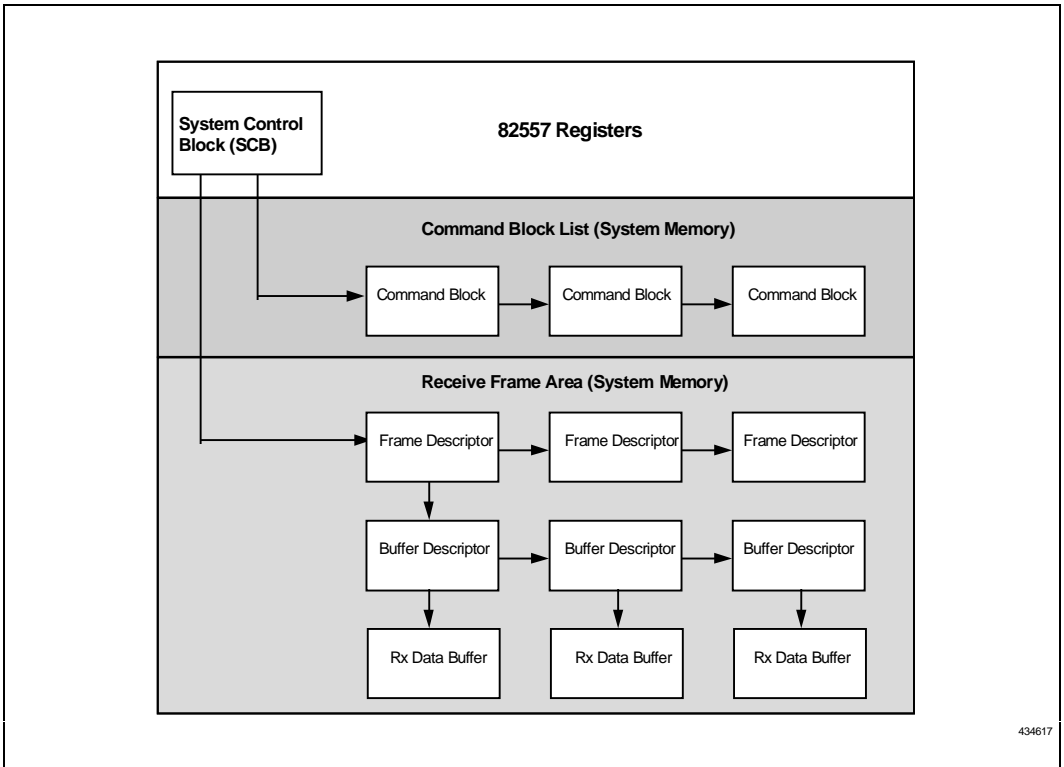 System Control
Block (SCB)
82557 Registers
Command Block List (System Memory)
Command Block
Command Block
Command Block
Receive Frame Area (System Memory)
Frame Descriptor
Frame Descriptor
Frame Descriptor
Buffer Descriptor
Buffer Descriptor
Buffer Descriptor
Rx Data Buffer
Rx Data Buffer
Rx Data Buffer
434617